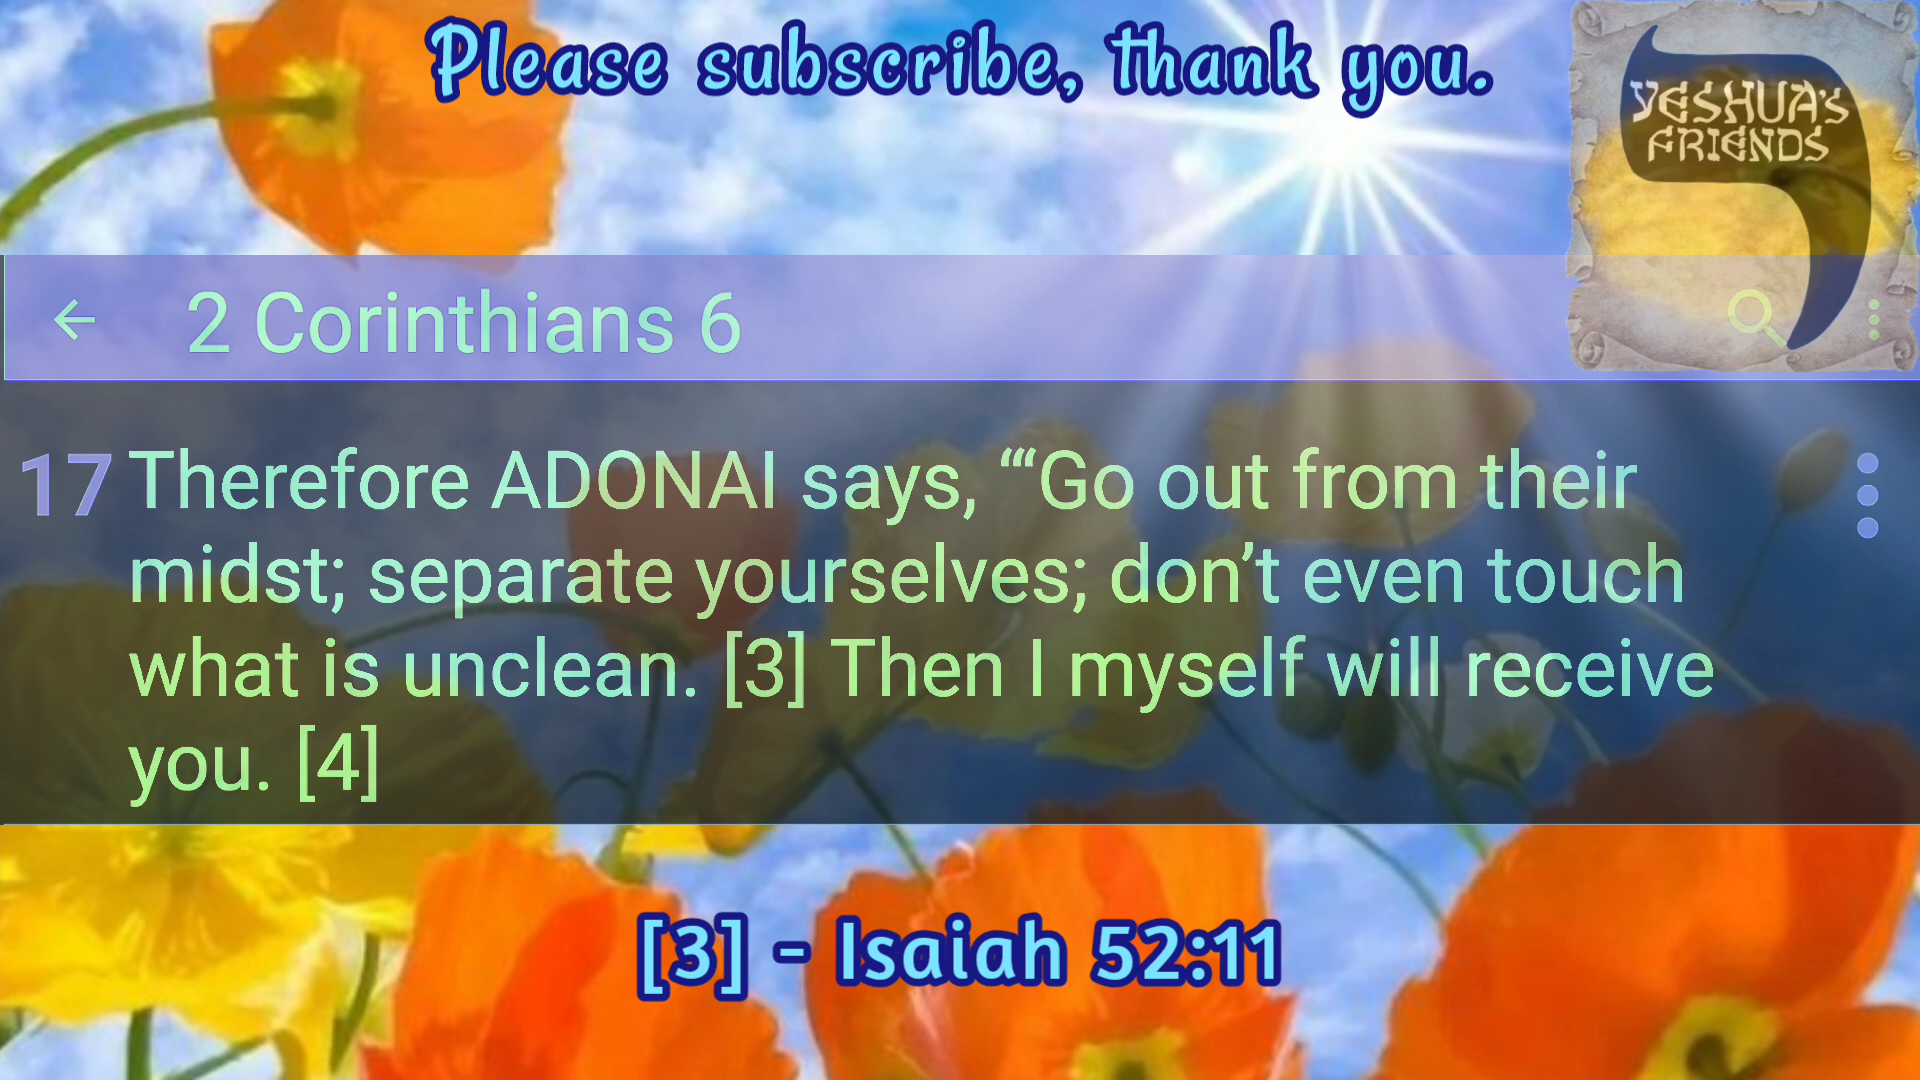 Please subscribe, thank you.
YESHUA'S
FRIENDS
2 Corinthians 6
17 Therefore ADONAI says, “‘Go out from their
midst; separate yourselves; don’t even touch
what is unclean. [3] Then I myself will receive
you. [4]
[3] - Isaiah 52:11